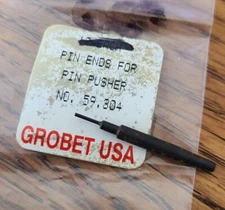 PIN ENDS FOR
PIN PUSHER
NO. 59.304
GROBET USA